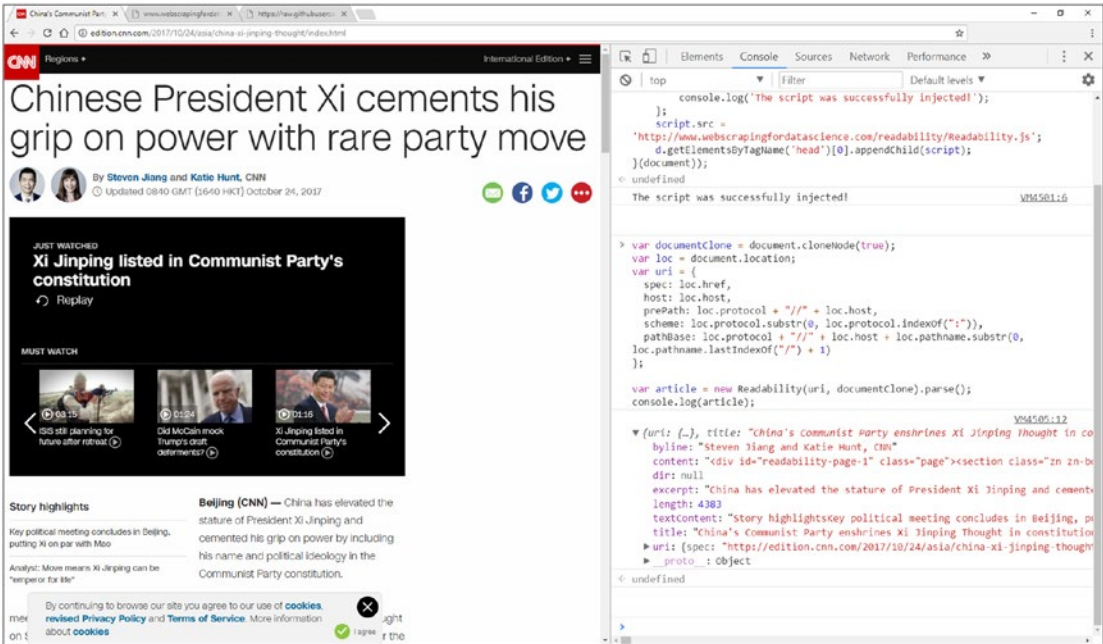 China's Communist Part
www.webscrapingfordat
https://raw.githubuserco
edition.cnn.com/2017/10/24/asia/china-xi-jinping-thought/index.html
CNN
Regions +
International Edition +
Chinese President Xi cements his
grip on power with rare party move
By Steven Jiang and Katie Hunt, CNN
Updated 0840 GMT (1640 HKT) October 24, 2017
JUST WATCHED
Xi Jinping listed in Communist Party's
constitution
Replay
MUST WATCH
03:15
ISIS still planning for
future after retreat
01:24
Did McCain mock
Trump's draft
deferments?
01:16
Xi Jinping listed in
Communist Party's
constitution
Story highlights
Key political meeting concludes in Beijing,
putting Xi on par with Mao
Analyst: Move means Xi Jinping can be
"emperor for life"
Beijing (CNN) — China has elevated the
stature of President Xi Jinping and
cemented his grip on power by including
his name and political ideology in the
Communist Party constitution.
By continuing to browse our site you agree to our use of cookies,
revised Privacy Policy and Terms of Service. More information
about cookies
I agree
Elements Console Sources Network Performance »
top
Filter
Default levels ▼
console.log('The script was successfully injected!');
};
script.src =
'http://www.webscrapingfordatascience.com/readability/Readability.js';
d.getElementsByTagName('head')[0].appendChild(script);
}(document));
undefined
The script was successfully injected!
VM4501:6
var documentClone = document.cloneNode(true);
var loc = document.location;
var uri = {
spec: loc.href,
host: loc.host,
prePath: loc.protocol + "//" + loc.host,
scheme: loc.protocol.substr(0, loc.protocol.indexOf(":")),
pathBase: loc.protocol + "//" + loc.host + loc.pathname.substr(0,
loc.pathname.lastIndexOf("/") + 1)
};
var article = new Readability(uri, documentClone).parse();
console.log(article);
VM4505:12
▼{uri: {…}, title: "China's Communist Party enshrines Xi Jinping Thought in co
byline: "Steven Jiang and Katie Hunt, CNN"
content: "<div id="readability-page-1" class="page"><section class="zn zn-b
dir: null
excerpt: "China has elevated the stature of President Xi Jinping and cement
length: 4383
textContent: "Story highlightsKey political meeting concludes in Beijing, p
title: "China's Communist Party enshrines Xi Jinping Thought in constitution
▶uri: {spec: "http://edition.cnn.com/2017/10/24/asia/china-xi-jinping-though
▶__proto__: Object
undefined